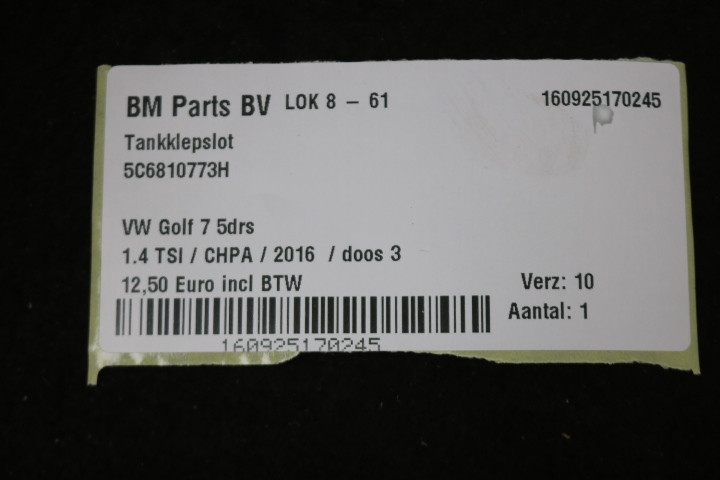 BM Parts BV LOK 8 - 61 160925170245
Tankklepslot
5C6810773H
VW Golf 7 5drs
1.4 TSI / CHPA / 2016 / doos 3
12,50 Euro incl BTW Verz: 10
Aantal: 1
160925170245